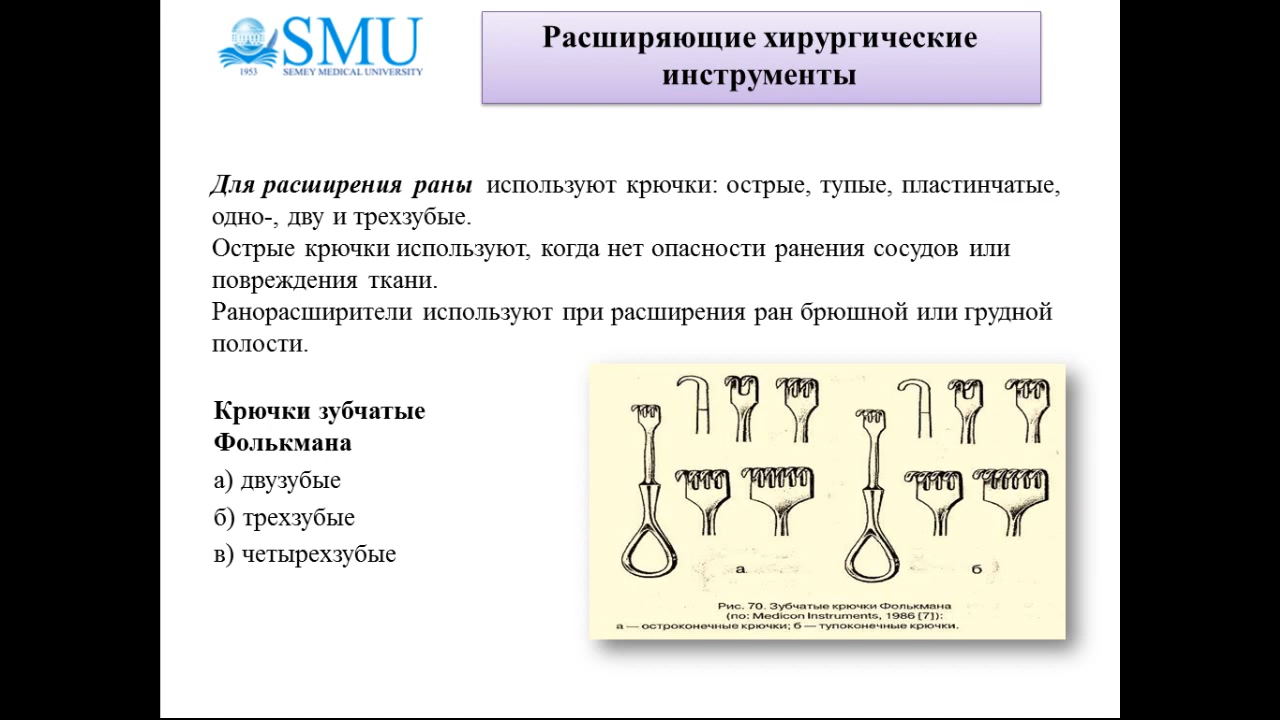 SMU
1953 SEMEY MEDICAL UNIVERSITY
Расширяющие хирургические
инструменты
Для расширения раны используют крючки: острые, тупые, пластинчатые,
одно-, дву и трехзубые.
Острые крючки используют, когда нет опасности ранения сосудов или
повреждения ткани.
Ранорасширители используют при расширения ран брюшной или грудной
полости.
Крючки зубчатые
Фолькмана
а) двузубые
б) трехзубые
в) четырехзубые
а
б
Рис. 70. Зубчатые крючки Фолькмана
(по: Medicon Instruments, 1986 [7]):
а — остроконечные крючки; б — тупоконечные крючки.